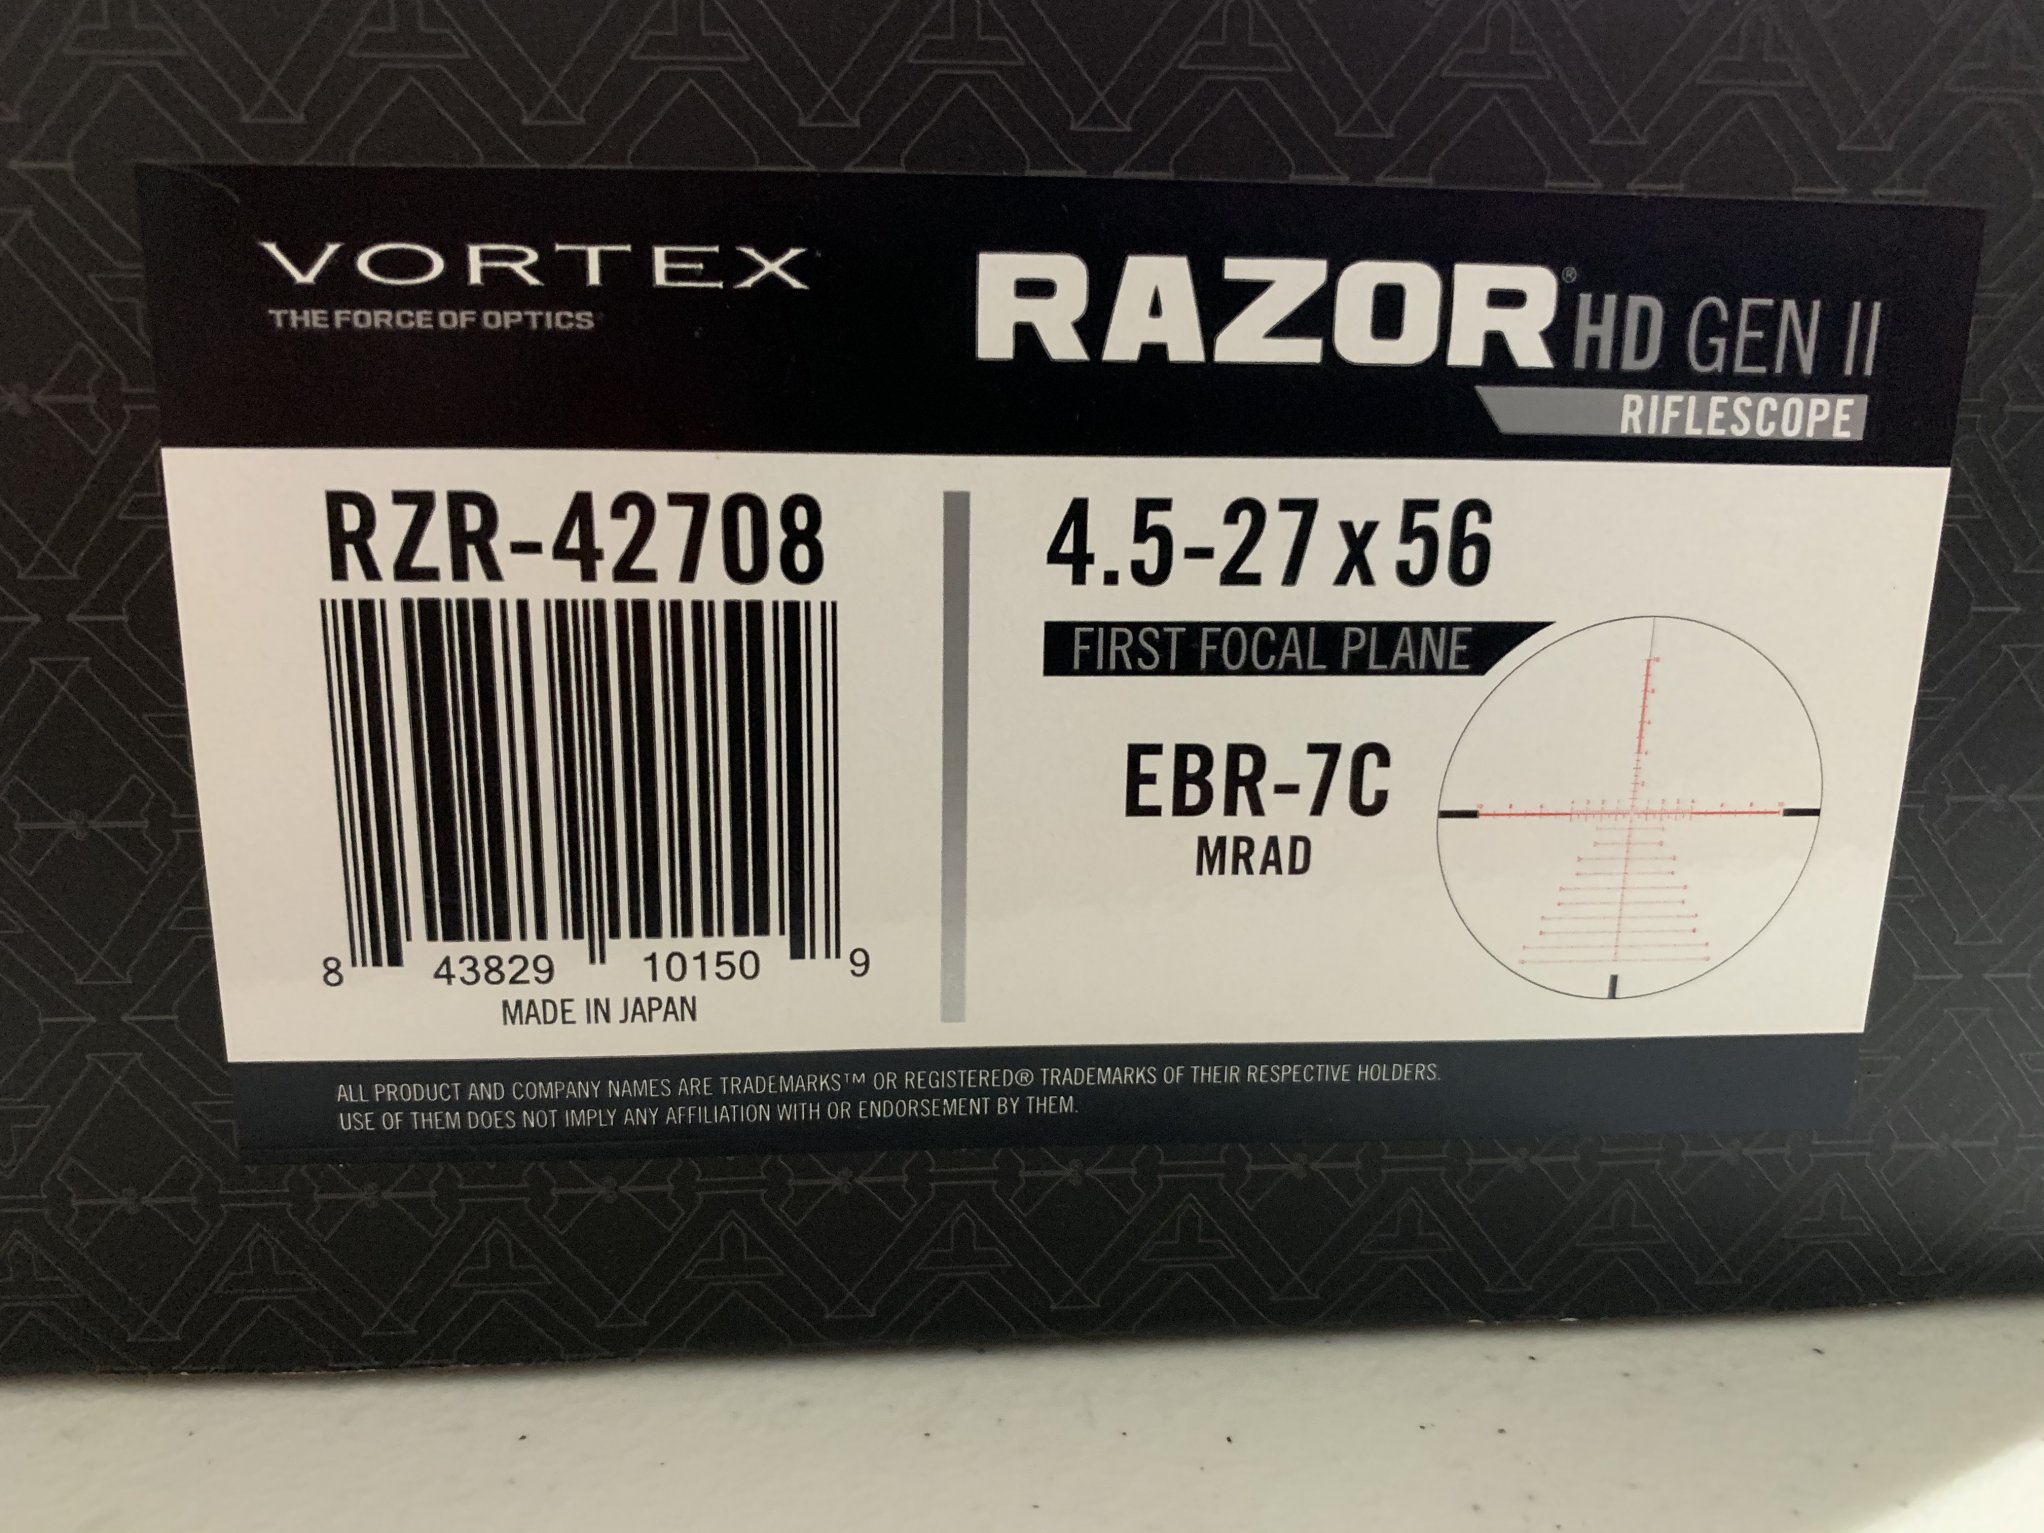 VORTEX
THE FORCE OF OPTICS
RAZOR® HD GEN II
RIFLESCOPE
RZR-42708
8 43829 10150 9
MADE IN JAPAN
4.5-27x56
FIRST FOCAL PLANE
EBR-7C
MRAD
ALL PRODUCT AND COMPANY NAMES ARE TRADEMARKS™ OR REGISTERED® TRADEMARKS OF THEIR RESPECTIVE HOLDERS.
USE OF THEM DOES NOT IMPLY ANY AFFILIATION WITH OR ENDORSEMENT BY THEM.